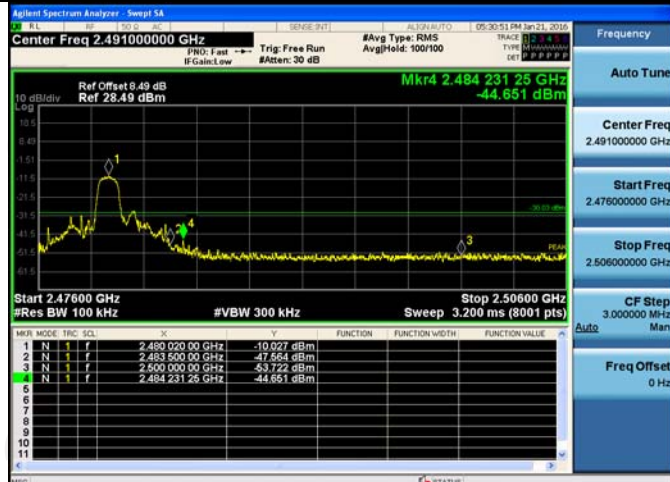 Agilent Spectrum Analyzer - Swept SA
RL RF 50 Ω AC SENSE:INT ALIGNAUTO 05:30:51 PM Jan 21, 2016
Center Freq 2.491000000 GHz
PNO: Fast
IFGain:Low
Trig: Free Run
#Atten: 30 dB
#Avg Type: RMS
Avg|Hold: 100/100
TRACE 1 2 3 4 5 6
TYPE M
DET P P P P P P
Ref Offset 8.49 dB
Ref 28.49 dBm
10 dB/div
Log
Mkr4 2.484 231 25 GHz
-44.651 dBm
18.5
8.49
-1.51
-11.5
-21.5
-31.5
-41.5
-51.5
-61.5
1
2
4
3
-30.03 dBm
PEAK
Start 2.47600 GHz
Stop 2.50600 GHz
#Res BW 100 kHz
#VBW 300 kHz
Sweep 3.200 ms (8001 pts)
MKR MODE TRC SCL X Y FUNCTION FUNCTION WIDTH FUNCTION VALUE
1 N 1 f 2.480 020 00 GHz -10.027 dBm
2 N 1 f 2.483 500 00 GHz -47.564 dBm
3 N 1 f 2.500 000 00 GHz -53.722 dBm
4 N 1 f 2.484 231 25 GHz -44.651 dBm
5
6
7
8
9
10
11
MSG
STATUS
Frequency
Auto Tune
Center Freq
2.491000000 GHz
Start Freq
2.476000000 GHz
Stop Freq
2.506000000 GHz
CF Step
3.000000 MHz
Auto Man
Freq Offset
0 Hz